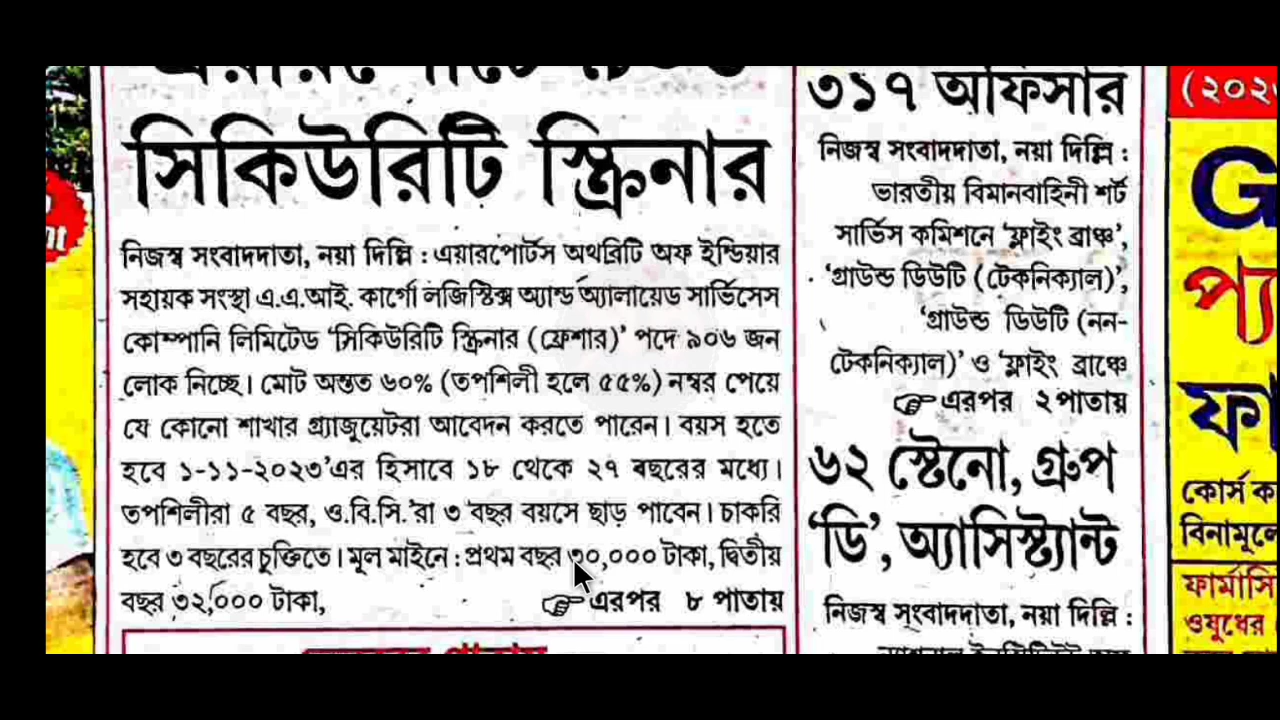 সিকিউরিটি স্ক্রিনার
নিজস্ব সংবাদদাতা, নয়া দিল্লি : এয়ারপোর্টস অথরিটি অফ ইন্ডিয়ার
সহায়ক সংস্থা এ.এ.আই. কার্গো লজিস্টিক্স অ্যান্ড অ্যালায়েড সার্ভিসেস
কোম্পানি লিমিটেড ‘সিকিউরিটি স্ক্রিনার (ফ্রেশার)’ পদে ৯০৬ জন
লোক নিচ্ছে। মোট অন্তত ৬০% (তপশিলী হলে ৫৫%) নম্বর পেয়ে
যে কোনো শাখার গ্র্যাজুয়েটরা আবেদন করতে পারেন। বয়স হতে
হবে ১-১১-২০২৩’এর হিসাবে ১৮ থেকে ২৭ বছরের মধ্যে।
তপশিলীরা ৫ বছর, ও.বি.সি.’রা ৩ বছর বয়সে ছাড় পাবেন। চাকরি
হবে ৩ বছরের চুক্তিতে। মূল মাইনে : প্রথম বছর ৩০,০০০ টাকা, দ্বিতীয়
বছর ৩২,০০০ টাকা,
এরপর ৮ পাতায়
৩১৭ অফিসার
নিজস্ব সংবাদদাতা, নয়া দিল্লি :
ভারতীয় বিমানবাহিনী শর্ট
সার্ভিস কমিশনে ‘ফ্লাইং ব্রাঞ্চ’,
‘গ্রাউন্ড ডিউটি (টেকনিক্যাল)’,
‘গ্রাউন্ড ডিউটি (নন-
টেকনিক্যাল)’ ও ‘ফ্লাইং ব্রাঞ্চে
এরপর ২ পাতায়
৬২ স্টেনো, গ্রুপ
‘ডি’, অ্যাসিস্ট্যান্ট
নিজস্ব সংবাদদাতা, নয়া দিল্লি :
G
কোর্স
ফার্মাসি
ওষুধের